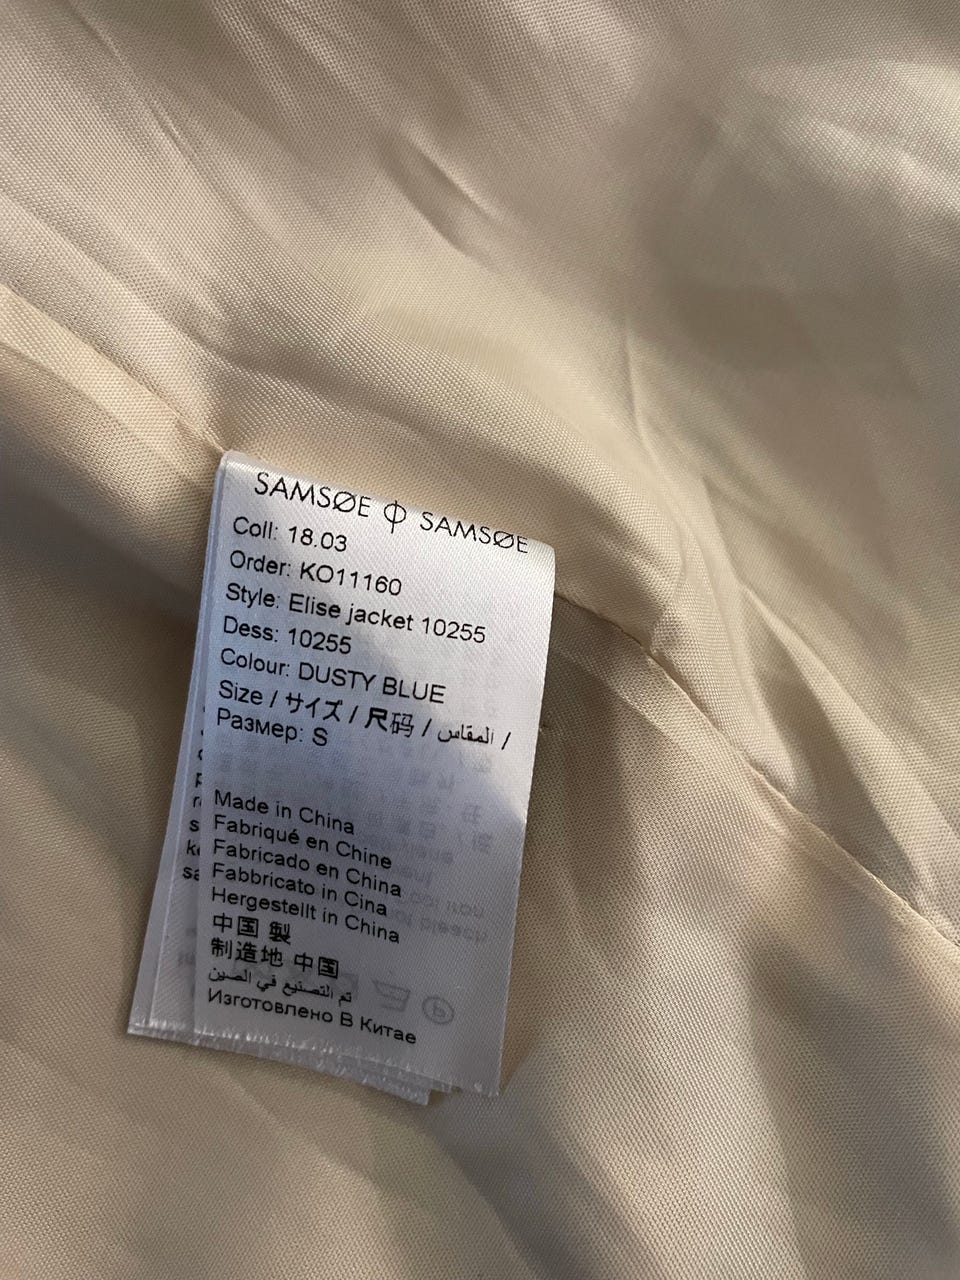 SAMSØE ф SAMSØE
Coll: 18.03
Order: KO11160
Style: Elise jacket 10255
Dess: 10255
Colour: DUSTY BLUE
Size / サイズ / 尺码 / المقاس /
Размер: S
Made in China
Fabriqué en Chine
Fabricado en China
Fabbricato in Cina
Hergestellt in China
中国 製
制造地 中国
تم التصنيع في الصين
Изготовлено В Китае